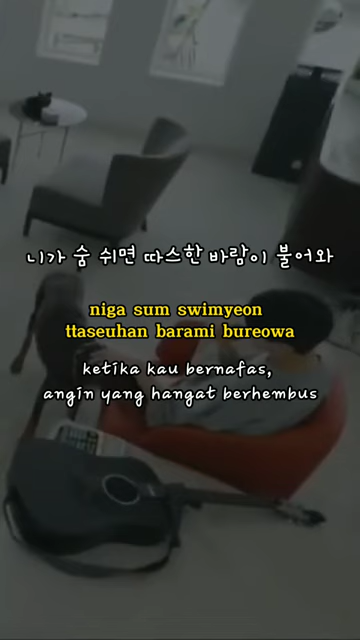 니가 숨 쉬면 따스한 바람이 불어와
niga sum swimyeon
ttaseuhan barami bureowa
ketika kau bernafas,
angin yang hangat berhembus